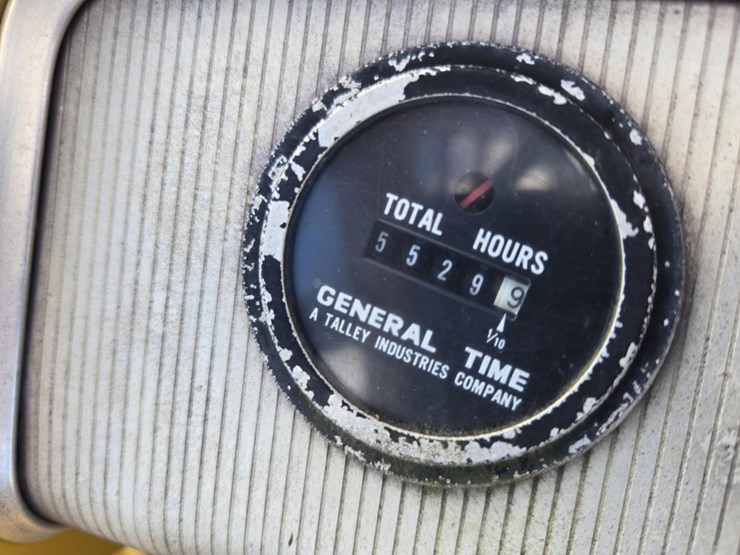 TOTAL HOURS
5 5 2 9 9
1/10
GENERAL TIME
A TALLEY INDUSTRIES COMPANY